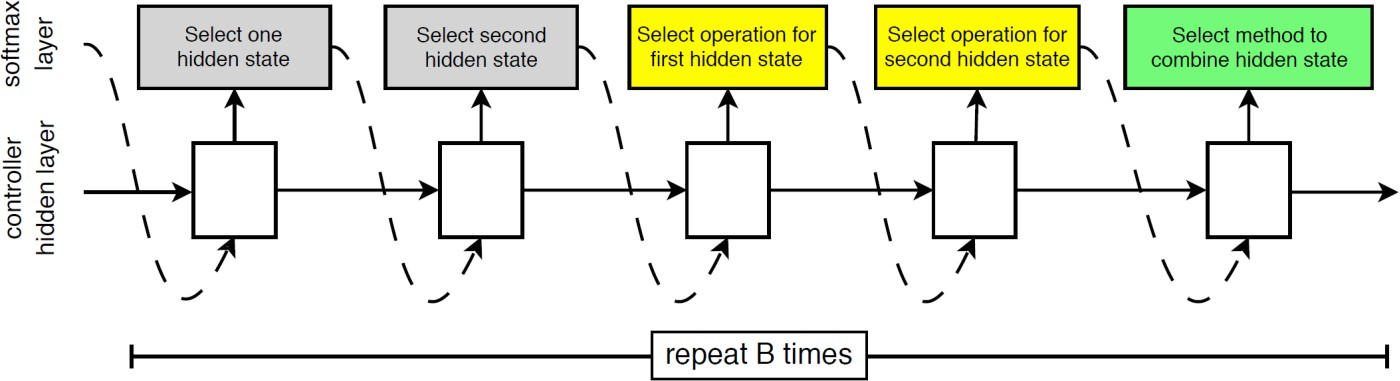 softmax
layer
Select one
hidden state
Select second
hidden state
Select operation for
first hidden state
Select operation for
second hidden state
Select method to
combine hidden state
controller
hidden layer
repeat B times